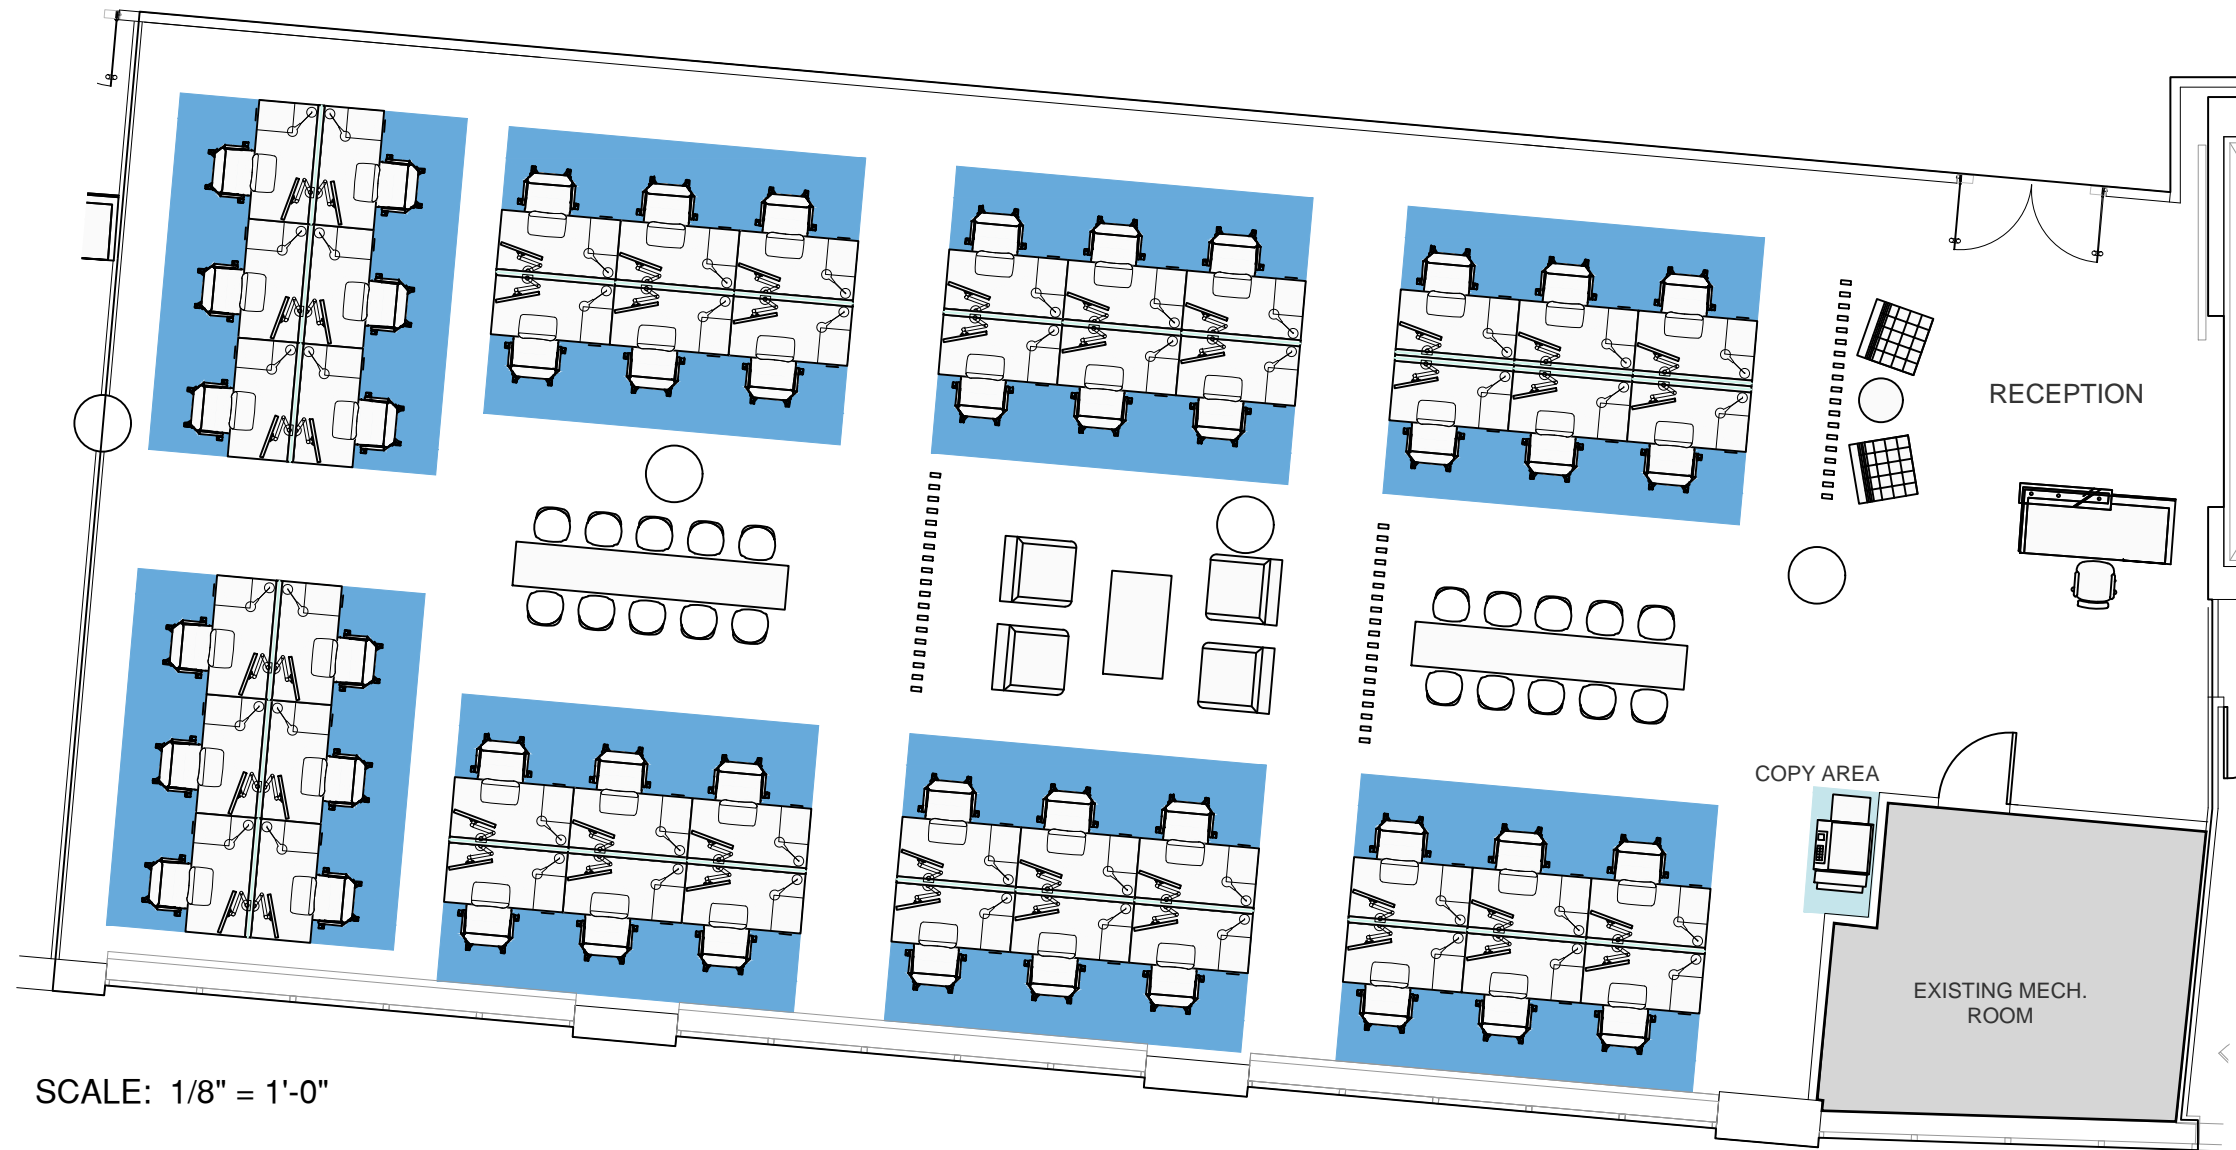 RECEPTION
COPY AREA
EXISTING MECH.
ROOM
SCALE: 1/8" = 1'-0"